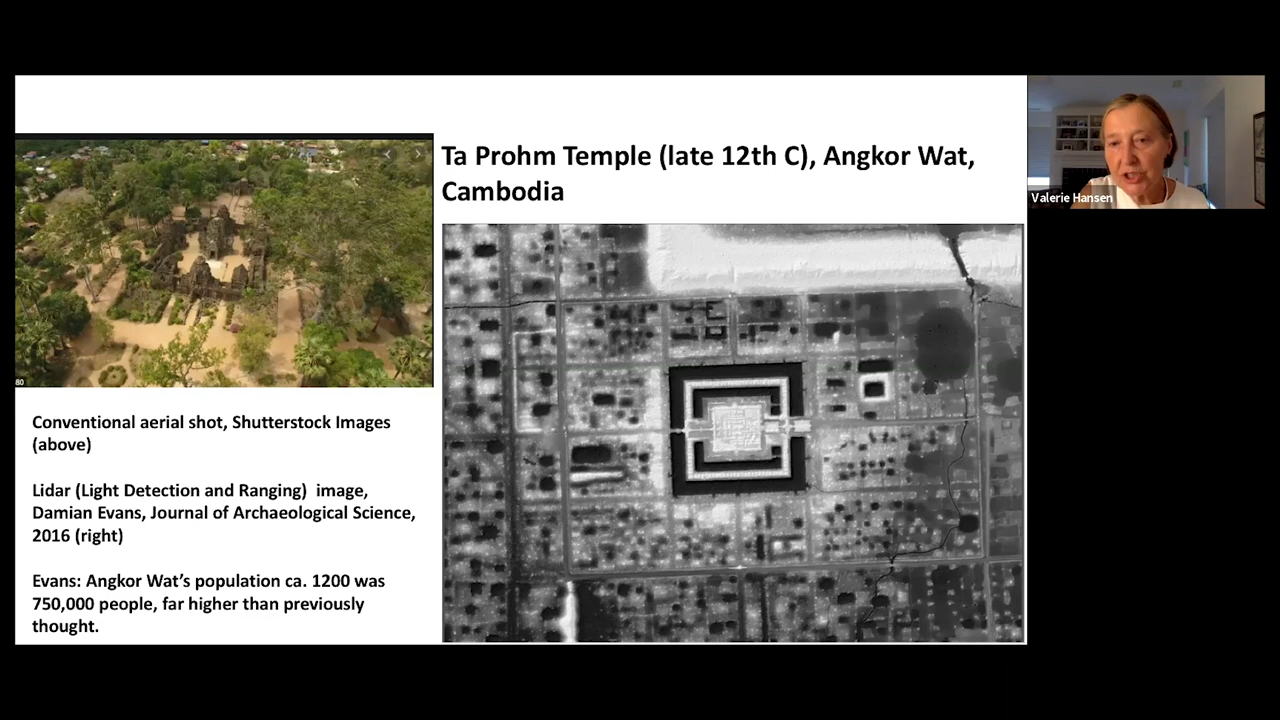 Ta Prohm Temple (late 12th C), Angkor Wat,
Cambodia
80
Conventional aerial shot, Shutterstock Images
(above)
Lidar (Light Detection and Ranging)  image,
Damian Evans, Journal of Archaeological Science,
2016 (right)
Evans: Angkor Wat’s population ca. 1200 was
750,000 people, far higher than previously
thought.
Valerie Hansen